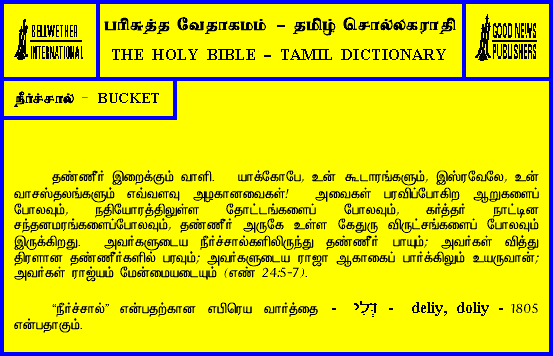 BELLWETHER
INTERNATIONAL
பரிசுத்த வேதாகமம் – தமிழ் சொல்லகராதி
THE HOLY BIBLE – TAMIL DICTIONARY
GOOD NEWS
PUBLISHERS
நீர்ச்சால் – BUCKET
தண்ணீர் இறைக்கும் வாளி. யாக்கோபே, உன் கூடாரங்களும், இஸ்ரவேலே, உன்
வாசஸ்தலங்களும் எவ்வளவு அழகானவைகள்! அவைகள் பரவிப்போகிற ஆறுகளைப்
போலவும், நதியோரத்திலுள்ள தோட்டங்களைப் போலவும், கர்த்தர் நாட்டின
சந்தனமரங்களைப்போலவும், தண்ணீர் அருகே உள்ள கேதுரு விருட்சங்களைப் போலவும்
இருக்கிறது. அவர்களுடைய நீர்ச்சால்களிலிருந்து தண்ணீர் பாயும்; அவர்கள் வித்து
திரளான தண்ணீர்களில் பரவும்; அவர்களுடைய ராஜா ஆகாகைப் பார்க்கிலும் உயருவான்;
அவர்கள் ராஜ்யம் மேன்மையடையும் (எண் 24:5-7).
“நீர்ச்சால்” என்பதற்கான எபிரெய வார்த்தை - דְּלִי - deliy, doliy - 1805
என்பதாகும்.